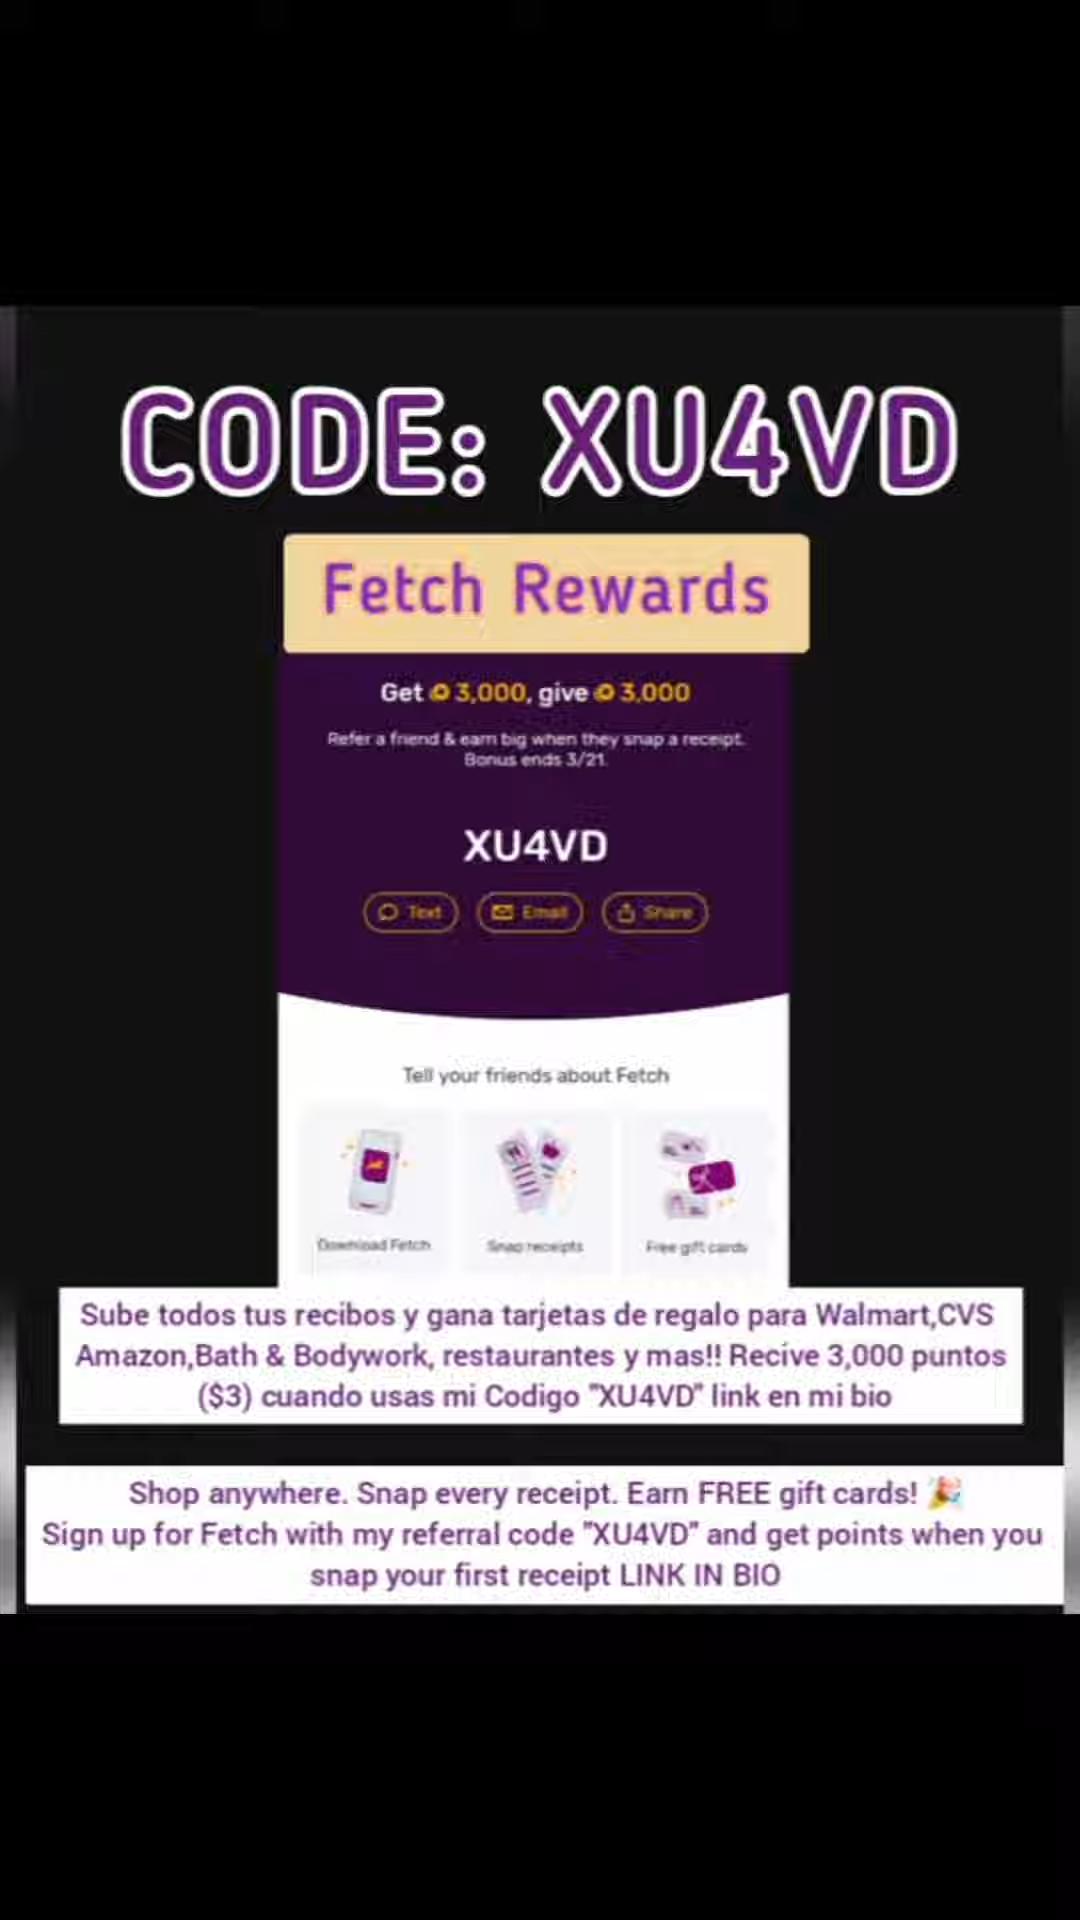 CODE: XU4VD
Fetch Rewards
Get 3,000, give 3,000
Refer a friend & earn big when they snap a receipt.
Bonus ends 3/21.
XU4VD
Text Email Share
Tell your friends about Fetch
Download Fetch Snap receipts Free gift cards
Sube todos tus recibos y gana tarjetas de regalo para Walmart,CVS
Amazon,Bath & Bodywork, restaurantes y mas!! Recive 3,000 puntos
($3) cuando usas mi Codigo "XU4VD" link en mi bio
Shop anywhere. Snap every receipt. Earn FREE gift cards! 🎉
Sign up for Fetch with my referral code "XU4VD" and get points when you
snap your first receipt LINK IN BIO